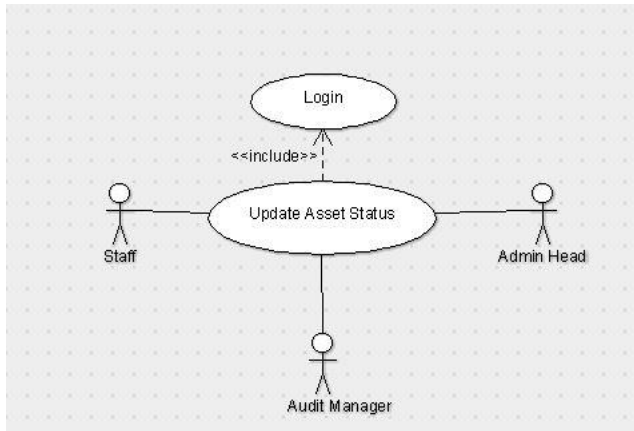 Login
<<include>>
Update Asset Status
Staff
Admin Head
Audit Manager